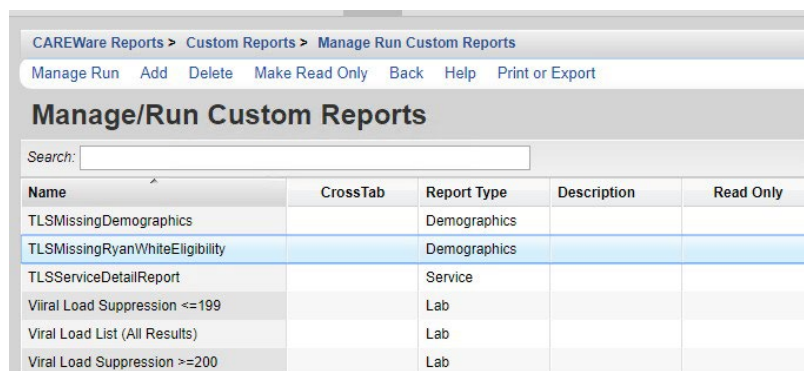 CAREWare Reports > Custom Reports > Manage Run Custom Reports
Manage Run Add Delete Make Read Only Back Help Print or Export
Manage/Run Custom Reports
Search:
Name CrossTab Report Type Description Read Only
TLSMissingDemographics Demographics
TLSMissingRyanWhiteEligibility Demographics
TLSServiceDetailReport Service
Viiral Load Suppression <=199 Lab
Viral Load List (All Results) Lab
Viral Load Suppression >=200 Lab